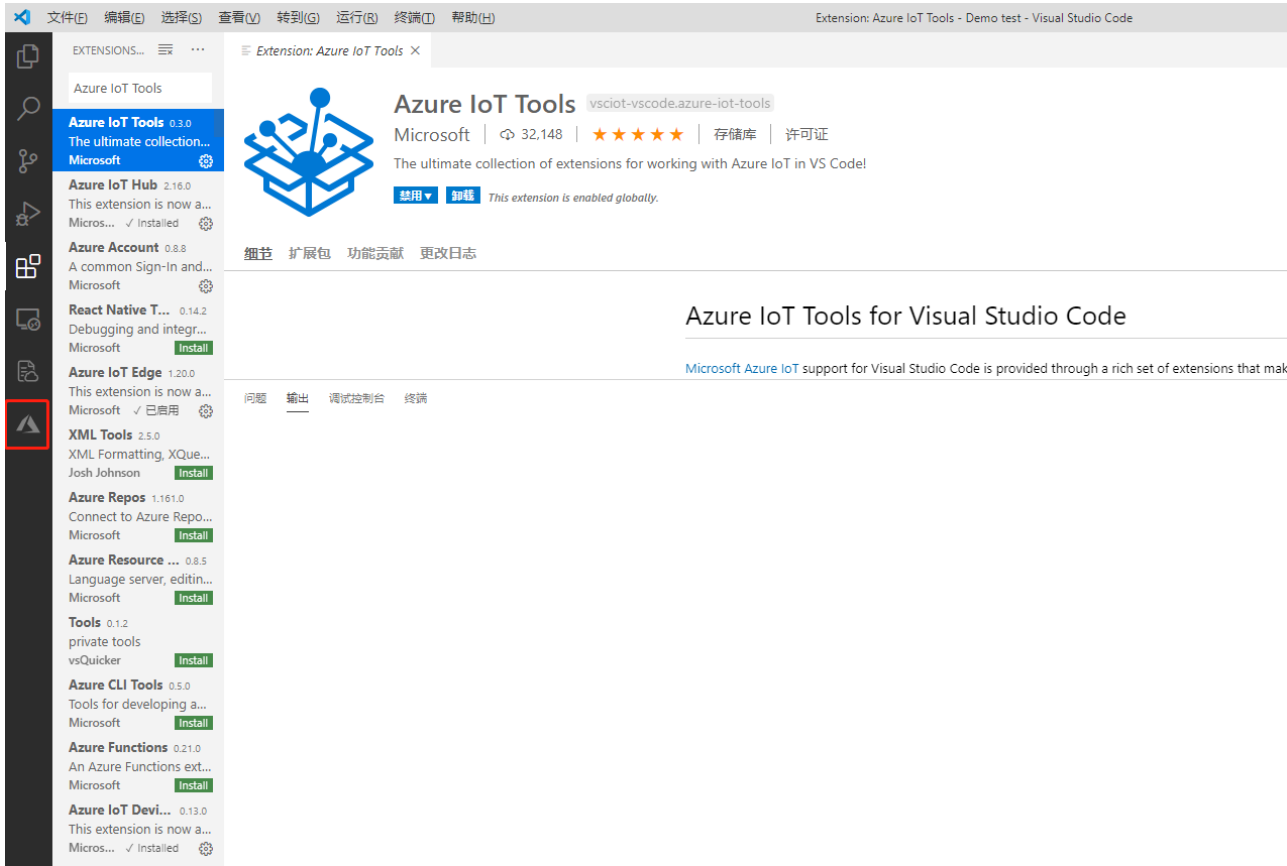 文件(F) 编辑(E) 选择(S) 查看(V) 转到(G) 运行(R) 终端(T) 帮助(H) Extension: Azure IoT Tools - Demo test - Visual Studio Code
EXTENSIONS... ···
Azure IoT Tools
Azure IoT Tools 0.3.0
The ultimate collection...
Microsoft
Azure IoT Hub 2.16.0
This extension is now a...
Micros... ✓ Installed
Azure Account 0.8.8
A common Sign-In and...
Microsoft
React Native T... 0.14.2
Debugging and integr...
Microsoft Install
Azure IoT Edge 1.20.0
This extension is now a...
Microsoft ✓ 已启用
XML Tools 2.5.0
XML Formatting, XQue...
Josh Johnson Install
Azure Repos 1.161.0
Connect to Azure Repo...
Microsoft Install
Azure Resource ... 0.8.5
Language server, editin...
Microsoft Install
Tools 0.1.2
private tools
vsQuicker Install
Azure CLI Tools 0.5.0
Tools for developing a...
Microsoft Install
Azure Functions 0.21.0
An Azure Functions ext...
Microsoft Install
Azure IoT Devi... 0.13.0
This extension is now a...
Micros... ✓ Installed
Extension: Azure IoT Tools ×
Azure IoT Tools vsciot-vscode.azure-iot-tools
Microsoft 32,148 ★★★★★ 存储库 许可证
The ultimate collection of extensions for working with Azure IoT in VS Code!
禁用▼ 卸载 This extension is enabled globally.
细节 扩展包 功能贡献 更改日志
Azure IoT Tools for Visual Studio Code
Microsoft Azure IoT support for Visual Studio Code is provided through a rich set of extensions that mak
问题 输出 调试控制台 终端